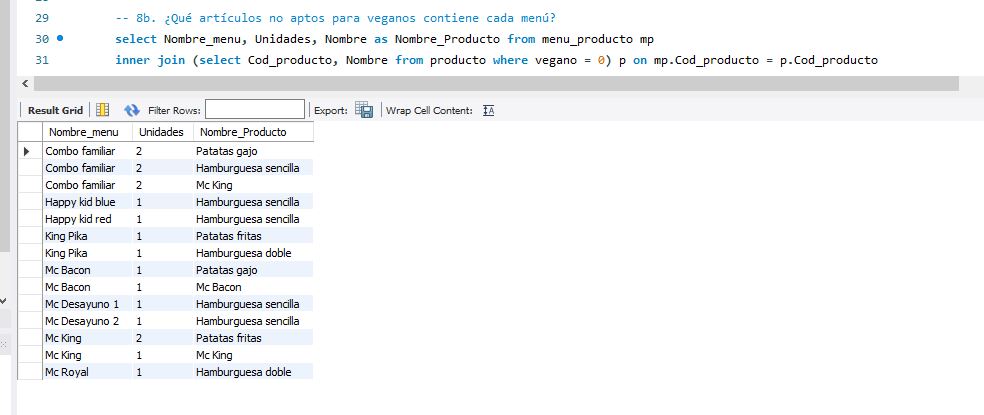 29 -- 8b. ¿Qué artículos no aptos para veganos contiene cada menú?
30 select Nombre_menu, Unidades, Nombre as Nombre_Producto from menu_producto mp
31 inner join (select Cod_producto, Nombre from producto where vegano = 0) p on mp.Cod_producto = p.Cod_producto
Result Grid Filter Rows: Export: Wrap Cell Content:
Nombre_menu Unidades Nombre_Producto
Combo familiar 2 Patatas gajo
Combo familiar 2 Hamburguesa sencilla
Combo familiar 2 Mc King
Happy kid blue 1 Hamburguesa sencilla
Happy kid red 1 Hamburguesa sencilla
King Pika 1 Patatas fritas
King Pika 1 Hamburguesa doble
Mc Bacon 1 Patatas gajo
Mc Bacon 1 Mc Bacon
Mc Desayuno 1 1 Hamburguesa sencilla
Mc Desayuno 2 1 Hamburguesa sencilla
Mc King 2 Patatas fritas
Mc King 1 Mc King
Mc Royal 1 Hamburguesa doble